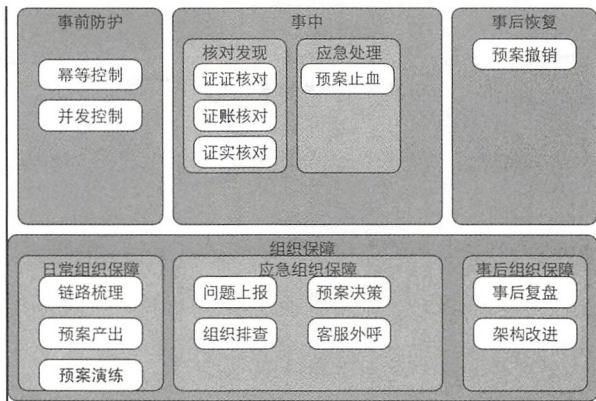 事前防护
幂等控制
并发控制
事中
核对发现
证证核对
证账核对
证实核对
应急处理
预案止血
事后恢复
预案撤销
组织保障
日常组织保障
链路梳理
预案产出
预案演练
应急组织保障
问题上报
预案决策
组织排查
客服外呼
事后组织保障
事后复盘
架构改进